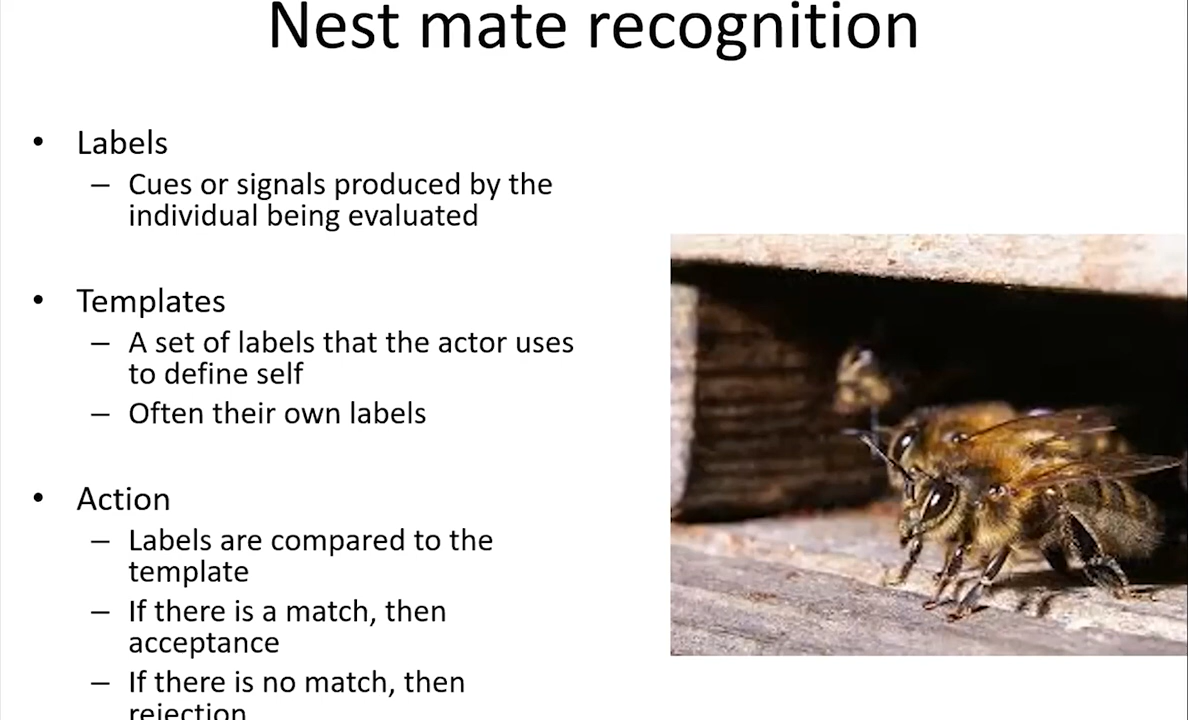 Nest mate recognition
• Labels
– Cues or signals produced by the
individual being evaluated
• Templates
– A set of labels that the actor uses
to define self
– Often their own labels
• Action
– Labels are compared to the
template
– If there is a match, then
acceptance
– If there is no match, then
rejection